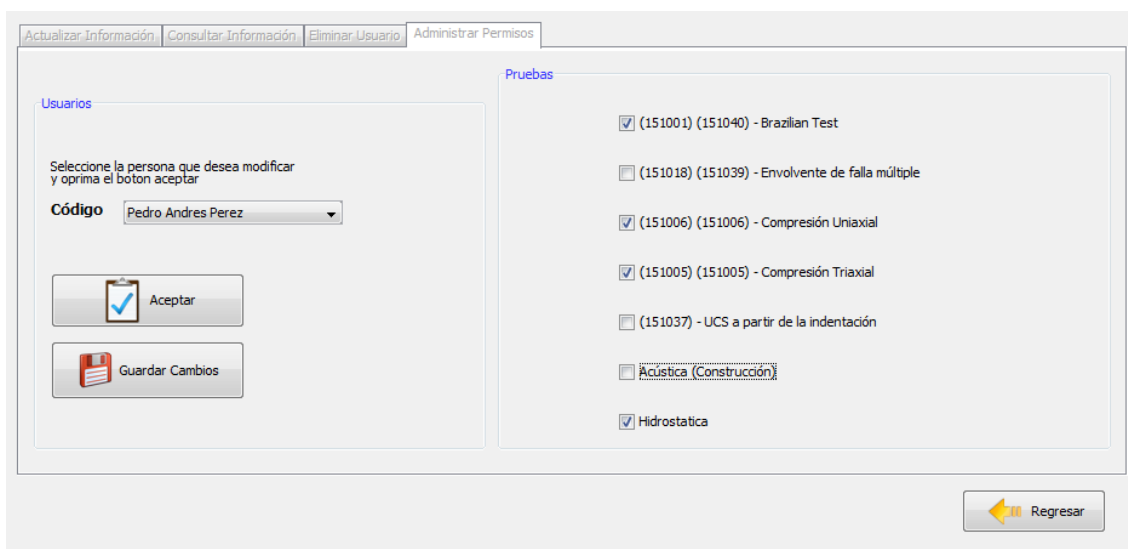 Actualizar Información
Consultar Información
Eliminar Usuario
Administrar Permisos
Usuarios
Seleccione la persona que desea modificar
y oprima el boton aceptar
Código
Pedro Andres Perez
Aceptar
Guardar Cambios
Pruebas
(151001) (151040) - Brazilian Test
(151018) (151039) - Envolvente de falla múltiple
(151006) (151006) - Compresión Uniaxial
(151005) (151005) - Compresión Triaxial
(151037) - UCS a partir de la indentación
Acústica (Construcción)
Hidrostatica
Regresar